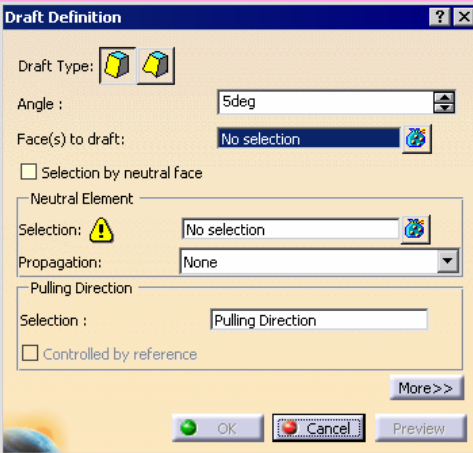 Draft Definition
Draft Type:
Angle : 5deg
Face(s) to draft: No selection
Selection by neutral face
Neutral Element
Selection: No selection
Propagation: None
Pulling Direction
Selection : Pulling Direction
Controlled by reference
More>>
OK Cancel Preview